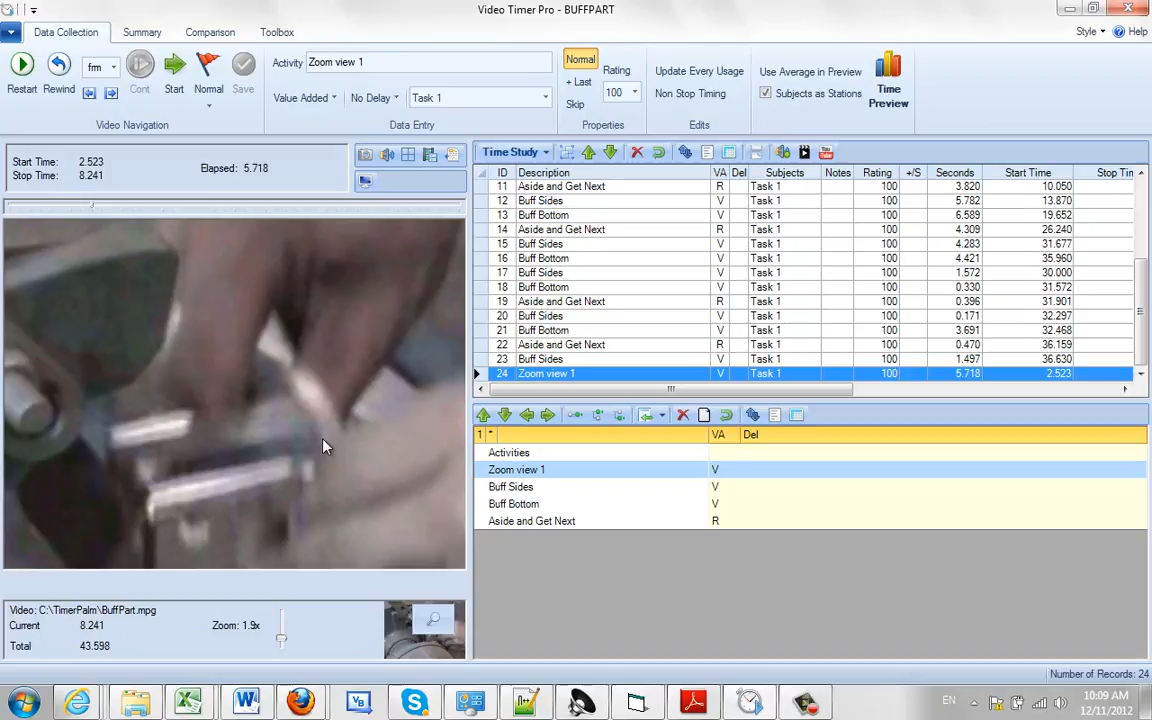 Video Timer Pro - BUFFPART
Data Collection Summary Comparison Toolbox Style Help
Restart Rewind fm Cont Start Normal Save
Video Navigation
Activity Zoom view 1
Value Added No Delay Task 1
Data Entry
Normal
+ Last
Skip
Rating
100
Properties
Update Every Usage
Non Stop Timing
Edits
Use Average in Preview
Subjects as Stations
Time
Preview
Start Time: 2.523
Stop Time: 8.241
Elapsed: 5.718
Time Study
ID Description VA Del Subjects Notes Rating +/S Seconds Start Time Stop Tim
11 Aside and Get Next R Task 1 100 3.820 10.050
12 Buff Sides V Task 1 100 5.782 13.870
13 Buff Bottom V Task 1 100 6.589 19.652
14 Aside and Get Next R Task 1 100 4.309 26.240
15 Buff Sides V Task 1 100 4.283 31.677
16 Buff Bottom V Task 1 100 4.421 35.960
17 Buff Sides V Task 1 100 1.572 30.000
18 Buff Bottom V Task 1 100 0.330 31.572
19 Aside and Get Next R Task 1 100 0.396 31.901
20 Buff Sides V Task 1 100 0.171 32.297
21 Buff Bottom V Task 1 100 3.691 32.468
22 Aside and Get Next R Task 1 100 0.470 36.159
23 Buff Sides V Task 1 100 1.497 36.630
24 Zoom view 1 V Task 1 100 5.718 2.523
1 * VA Del
Activities
Zoom view 1 V
Buff Sides V
Buff Bottom V
Aside and Get Next R
Video: C:\TimerPalm\BuffPart.mpg
Current 8.241 Zoom: 1.9x
Total 43.598
Number of Records: 24
EN
10:09 AM
12/11/2012